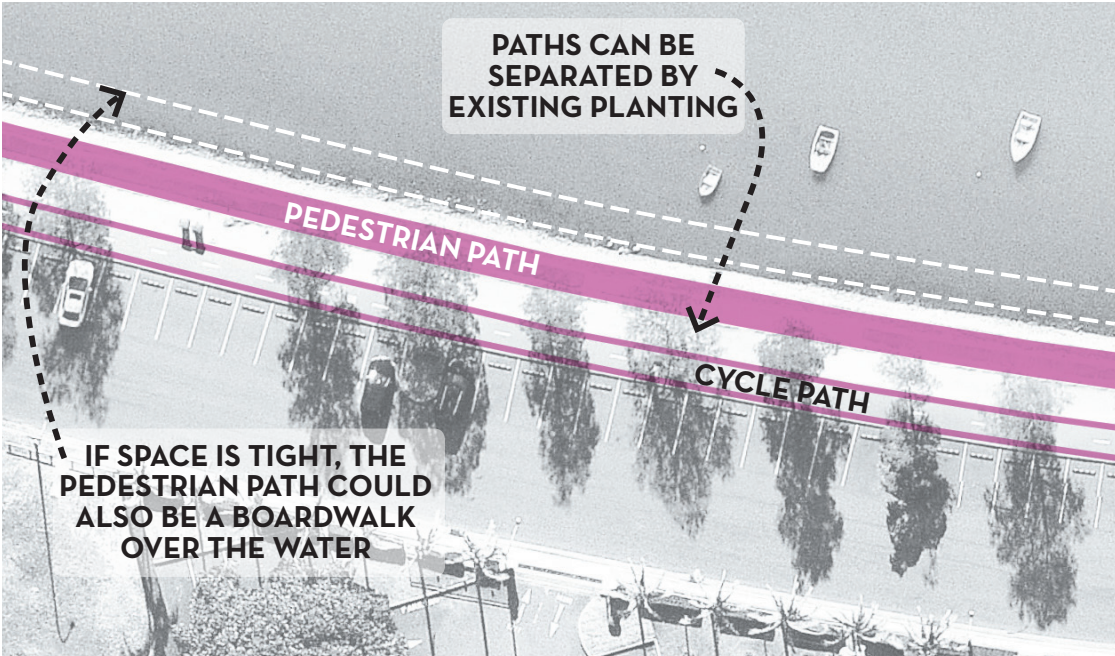 PATHS CAN BE
SEPARATED BY
EXISTING PLANTING
PEDESTRIAN PATH
CYCLE PATH
IF SPACE IS TIGHT, THE
PEDESTRIAN PATH COULD
ALSO BE A BOARDWALK
OVER THE WATER